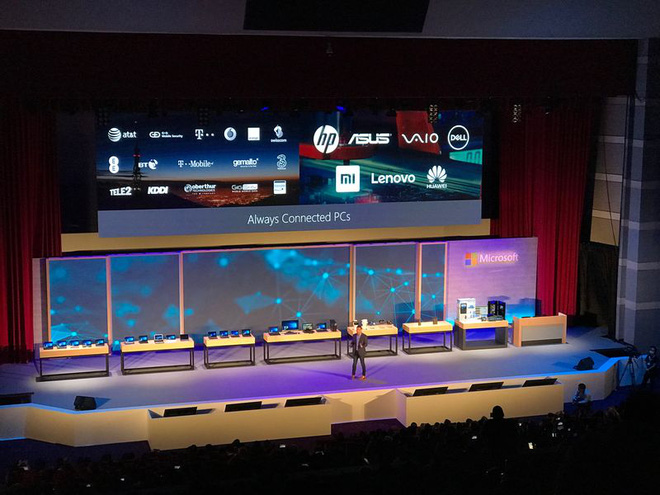 at&t
T··
hp
ASUS
VAIO
DELL
BT
T··Mobile·
gemalto
3
mi
Lenovo
HUAWEI
TELE2
KDDI
oberthur
Always Connected PCs
Microsoft